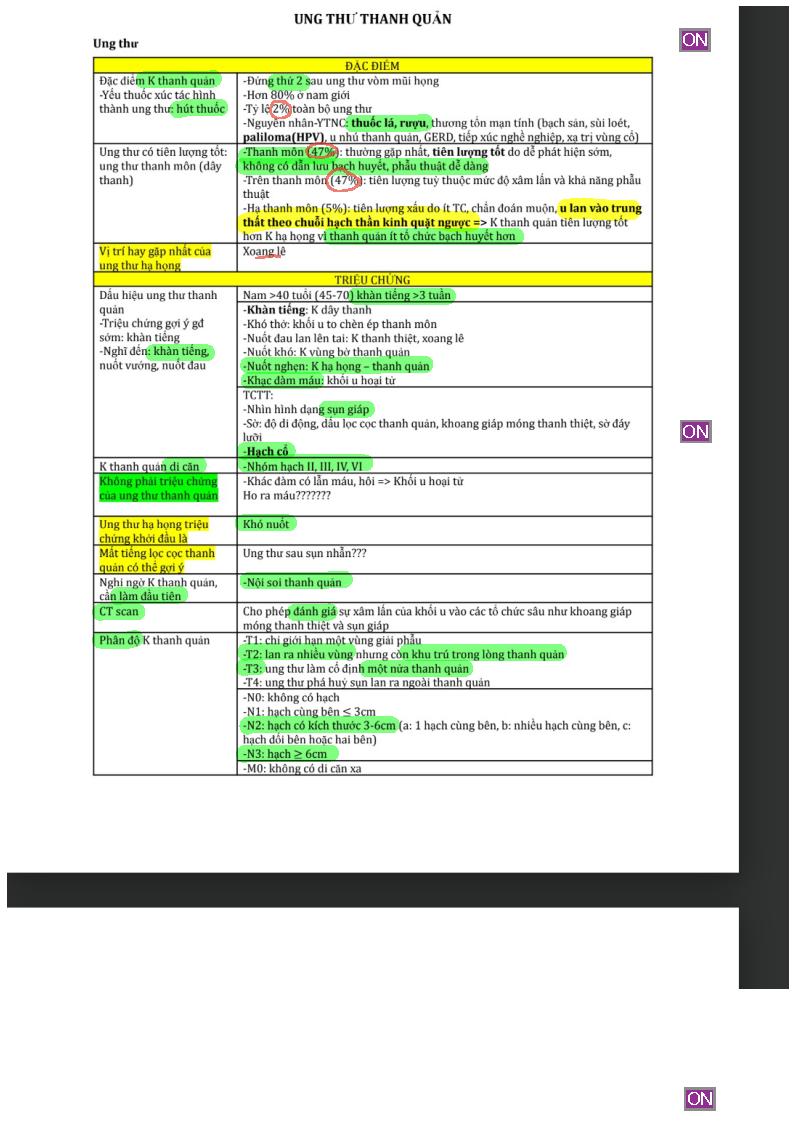 UNG THƯ THANH QUẢN
ON
Ung thư
ĐẶC ĐIỂM
Đặc điểm K thanh quản
-Yếu thuốc xúc tác hình
thành ung thư: hút thuốc
-Đứng thứ 2 sau ung thư vòm mũi họng
-Hơn 80% ở nam giới
-Tỷ lệ 2% toàn bộ ung thư
-Nguyên nhân-YTNC: thuốc lá, rượu, thương tổn mạn tính (bạch sản, sùi loét,
paliloma(HPV), u nhú thanh quản, GERD, tiếp xúc nghề nghiệp, xạ trị vùng cổ)
Ung thư có tiên lượng tốt:
ung thư thanh môn (dây
thanh)
-Thanh môn (47%): thường gặp nhất, tiên lượng tốt do dễ phát hiện sớm,
không có dẫn lưu bạch huyết, phẫu thuật dễ dàng
-Trên thanh môn (47%): tiên lượng tuỳ thuộc mức độ xâm lấn và khả năng phẫu
thuật
-Hạ thanh môn (5%): tiên lượng xấu do ít TC, chẩn đoán muộn, u lan vào trung
thất theo chuỗi hạch thần kinh quặt ngược => K thanh quản tiên lượng tốt
hơn K hạ họng vì thanh quản ít tổ chức bạch huyết hơn
Vị trí hay gặp nhất của
ung thư hạ họng
Xoang lê
TRIỆU CHỨNG
Dấu hiệu ung thư thanh
quản
-Triệu chứng gợi ý gđ
sớm: khàn tiếng
-Nghĩ đến: khàn tiếng,
nuốt vướng, nuốt đau
Nam >40 tuổi (45-70) khàn tiếng >3 tuần
-Khàn tiếng: K dây thanh
-Khó thở: khối u to chèn ép thanh môn
-Nuốt đau lan lên tai: K thanh thiệt, xoang lê
-Nuốt khó: K vùng bờ thanh quản
-Nuốt nghẹn: K hạ họng – thanh quản
-Khạc đàm máu: khối u hoại tử
TCTT:
-Nhìn hình dạng sụn giáp
-Sờ: độ di động, dấu lọc cọc thanh quản, khoang giáp móng thanh thiệt, sờ đáy
lưỡi
-Hạch cổ
ON
K thanh quản di căn
-Nhóm hạch II, III, IV, VI
Không phải triệu chứng
của ung thư thanh quản
-Khác đàm có lẫn máu, hôi => Khối u hoại tử
Ho ra máu???????
Ung thư hạ họng triệu
chứng khởi đầu là
Khó nuốt
Mất tiếng lọc cọc thanh
quản có thể gợi ý
Ung thư sau sụn nhẫn???
Nghi ngờ K thanh quản,
cần làm đầu tiên
-Nội soi thanh quản
CT scan
Cho phép đánh giá sự xâm lấn của khối u vào các tổ chức sâu như khoang giáp
móng thanh thiệt và sụn giáp
Phân độ K thanh quản
-T1: chỉ giới hạn một vùng giải phẫu
-T2: lan ra nhiều vùng nhưng còn khu trú trong lòng thanh quản
-T3: ung thư làm cố định một nửa thanh quản
-T4: ung thư phá huỷ sụn lan ra ngoài thanh quản
-N0: không có hạch
-N1: hạch cùng bên ≤ 3cm
-N2: hạch có kích thước 3-6cm (a: 1 hạch cùng bên, b: nhiều hạch cùng bên, c:
hạch đối bên hoặc hai bên)
-N3: hạch ≥ 6cm
-M0: không có di căn xa
ON